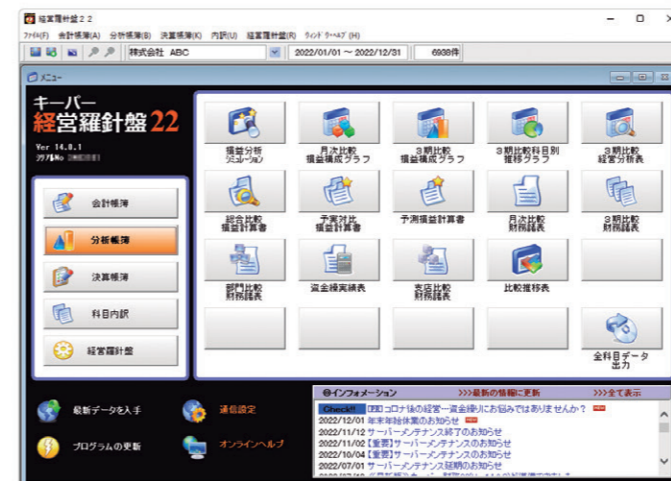 経営羅針盤22
ファイル(F) 会計帳簿(A) 分析帳簿(B) 決算帳簿(K) 内訳(U) 経営羅針盤(R) ウィンドウ・ヘルプ(H)
株式会社 ABC 2022/01/01 ～ 2022/12/31 6938件
メニュー
キーパー
経営羅針盤22
Ver 14.0.1
シリアルNo
会計帳簿
分析帳簿
決算帳簿
科目内訳
経営羅針盤
損益分析
シミュレーション
月次比較
損益構成グラフ
3期比較
損益構成グラフ
3期比較科目別
推移グラフ
3期比較
経営分析表
総合比較
損益計算書
予実対比
損益計算書
予測損益計算書
月次比較
財務諸表
3期比較
財務諸表
部門比較
財務諸表
資金繰実績表
支店比較
財務諸表
比較推移表
全科目データ
出力
最新データを入手
通信設定
プログラムの更新
オンラインヘルプ
インフォメーション >>>最新の情報に更新 >>>全て表示
Check!! コロナ後の経営－資金繰りにお悩みではありませんか？
2022/12/01 年末年始休業のお知らせ
2022/11/12 サーバーメンテナンス終了のお知らせ
2022/11/02 【重要】サーバーメンテナンスのお知らせ
2022/10/04 【重要】サーバーメンテナンスのお知らせ
2022/07/01 サーバーメンテナンス延期のお知らせ